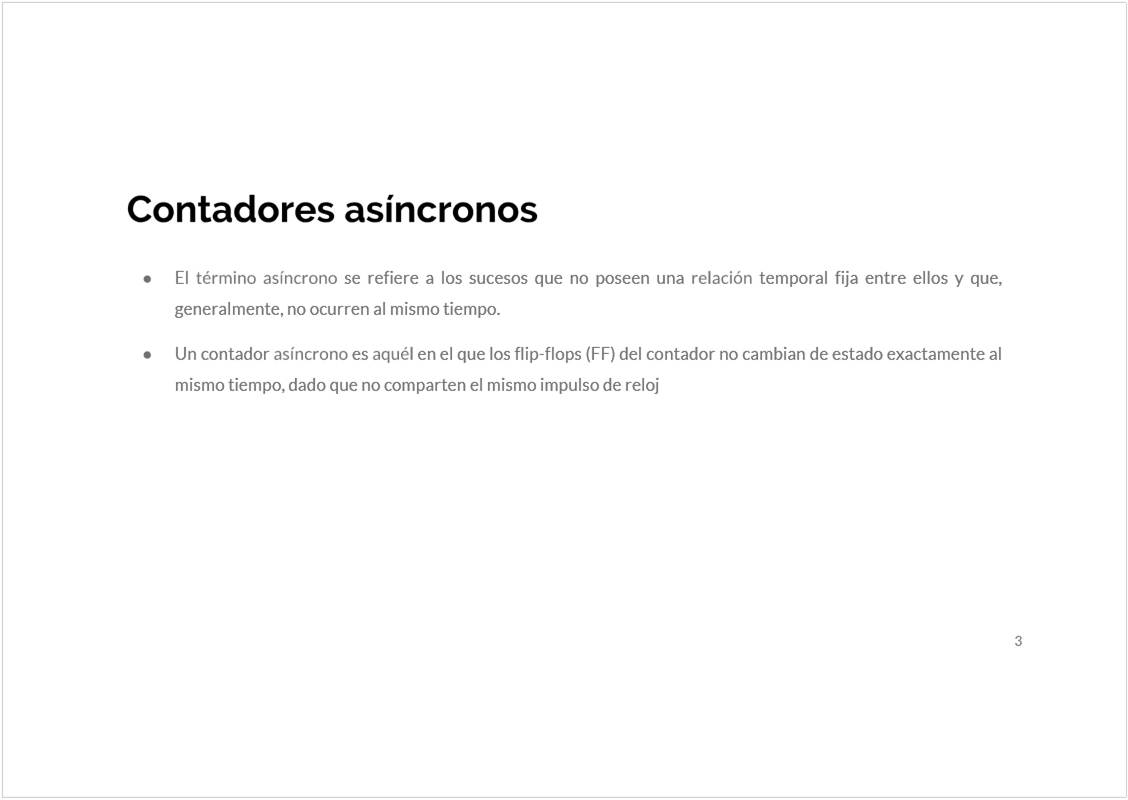 Contadores asíncronos
● El término asíncrono se refiere a los sucesos que no poseen una relación temporal fija entre ellos y que,
generalmente, no ocurren al mismo tiempo.
● Un contador asíncrono es aquél en el que los flip-flops (FF) del contador no cambian de estado exactamente al
mismo tiempo, dado que no comparten el mismo impulso de reloj
3